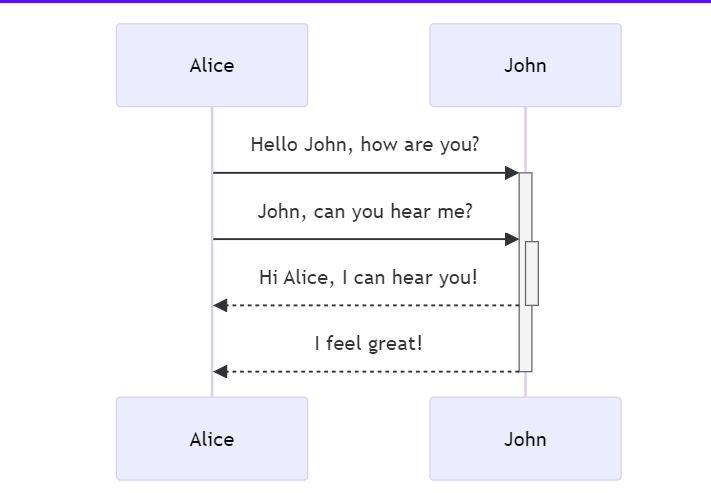 Alice
John
Hello John, how are you?
John, can you hear me?
Hi Alice, I can hear you!
I feel great!
Alice
John